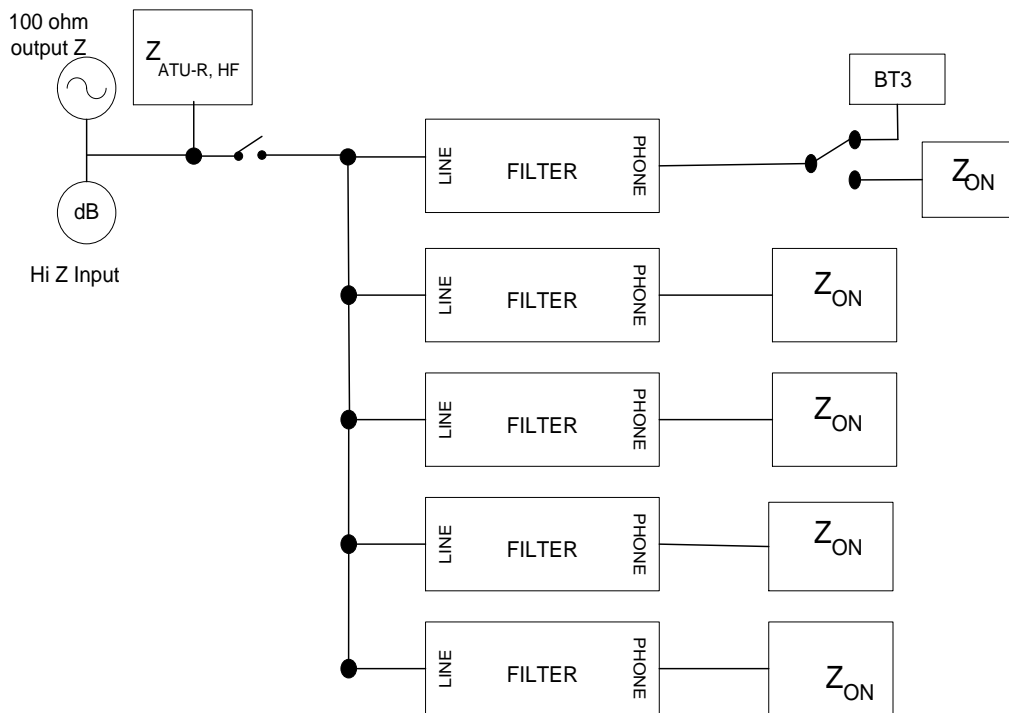 100 ohm
output Z
Z ATU-R, HF
dB
Hi Z Input
LINE FILTER PHONE
BT3
Z ON
LINE FILTER PHONE
Z ON
LINE FILTER PHONE
Z ON
LINE FILTER PHONE
Z ON
LINE FILTER PHONE
Z ON